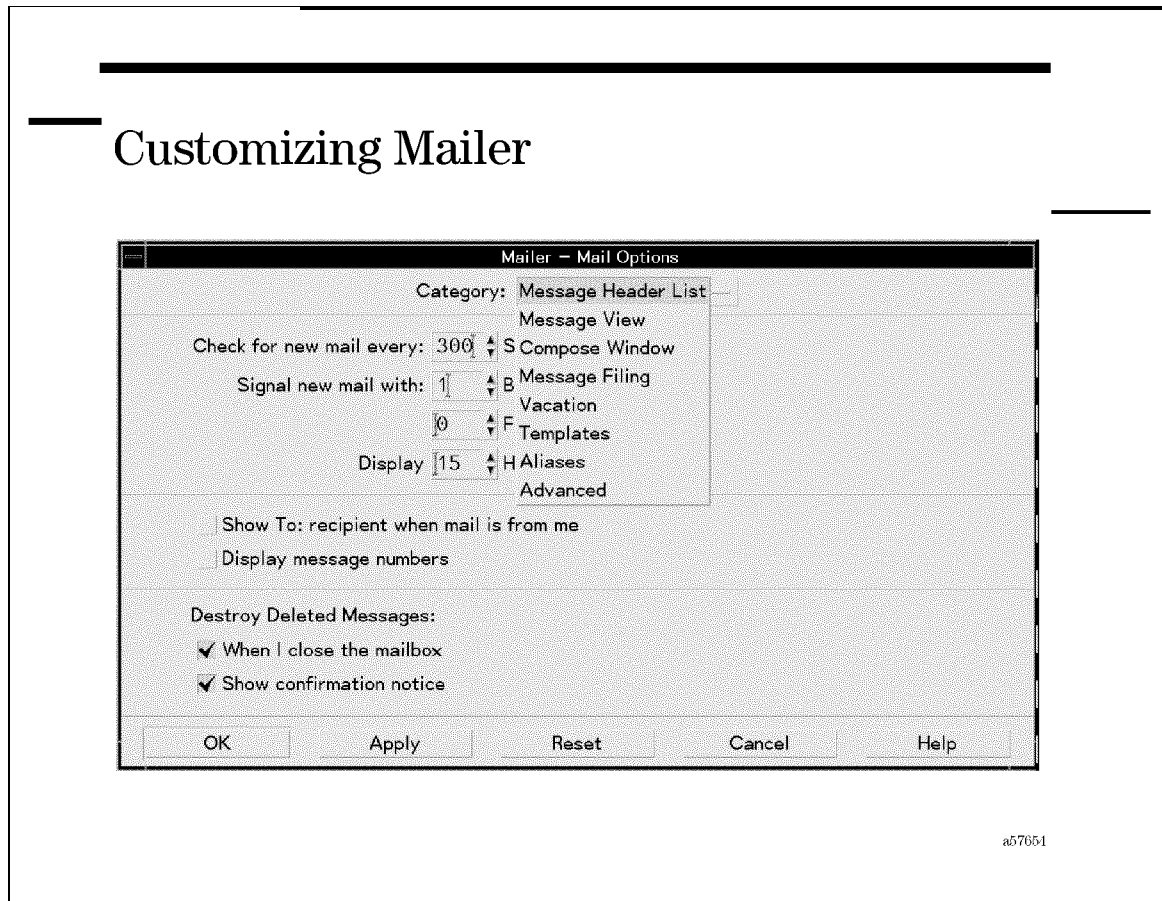 Customizing Mailer
Mailer – Mail Options
Category: Message Header List
Message View
Check for new mail every: 300 S Compose Window
Signal new mail with: 1 B Message Filing
Vacation
0 F Templates
Display 15 H Aliases
Advanced
Show To: recipient when mail is from me
Display message numbers
Destroy Deleted Messages:
When I close the mailbox
Show confirmation notice
OK Apply Reset Cancel Help
a57654